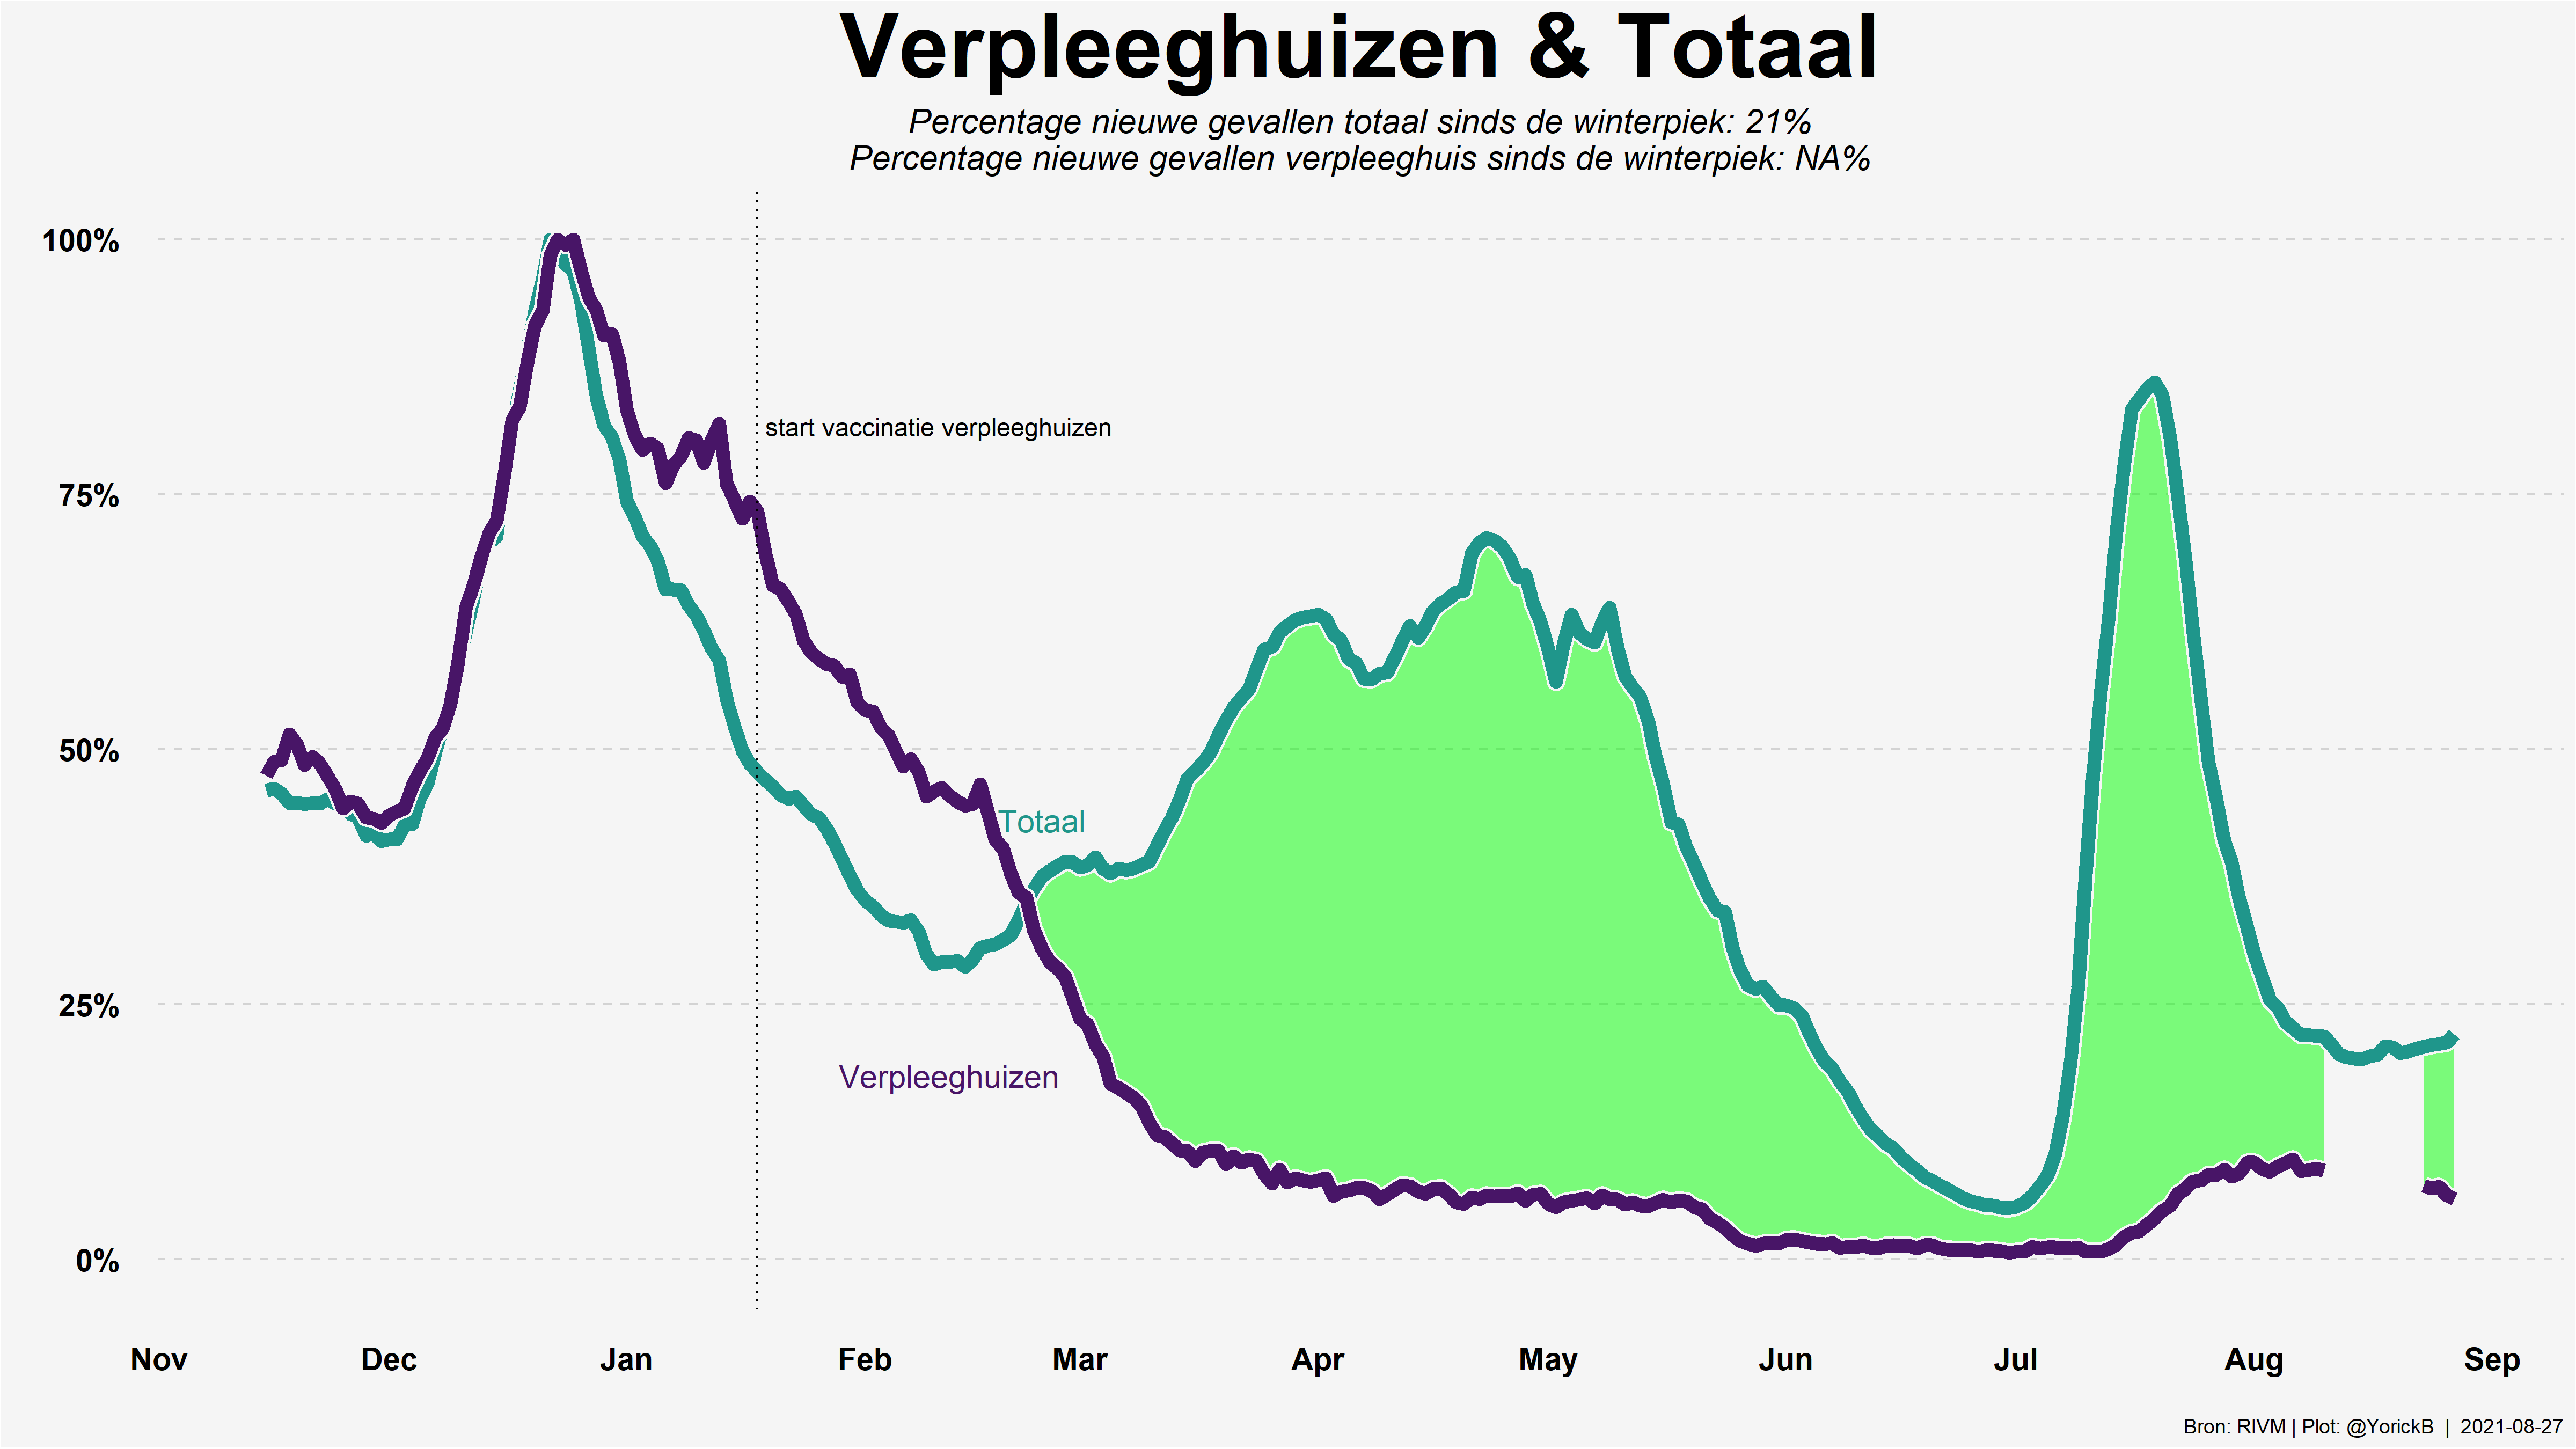 Verpleeghuizen & Totaal
Percentage nieuwe gevallen totaal sinds de winterpiek: 21%
Percentage nieuwe gevallen verpleeghuis sinds de winterpiek: NA%
100%
start vaccinatie verpleeghuizen
75%
50%
Totaal
25%
Verpleeghuizen
0%
Nov Dec Jan Feb Mar Apr May Jun Jul Aug Sep
Bron: RIVM | Plot: @YorickB | 2021-08-27